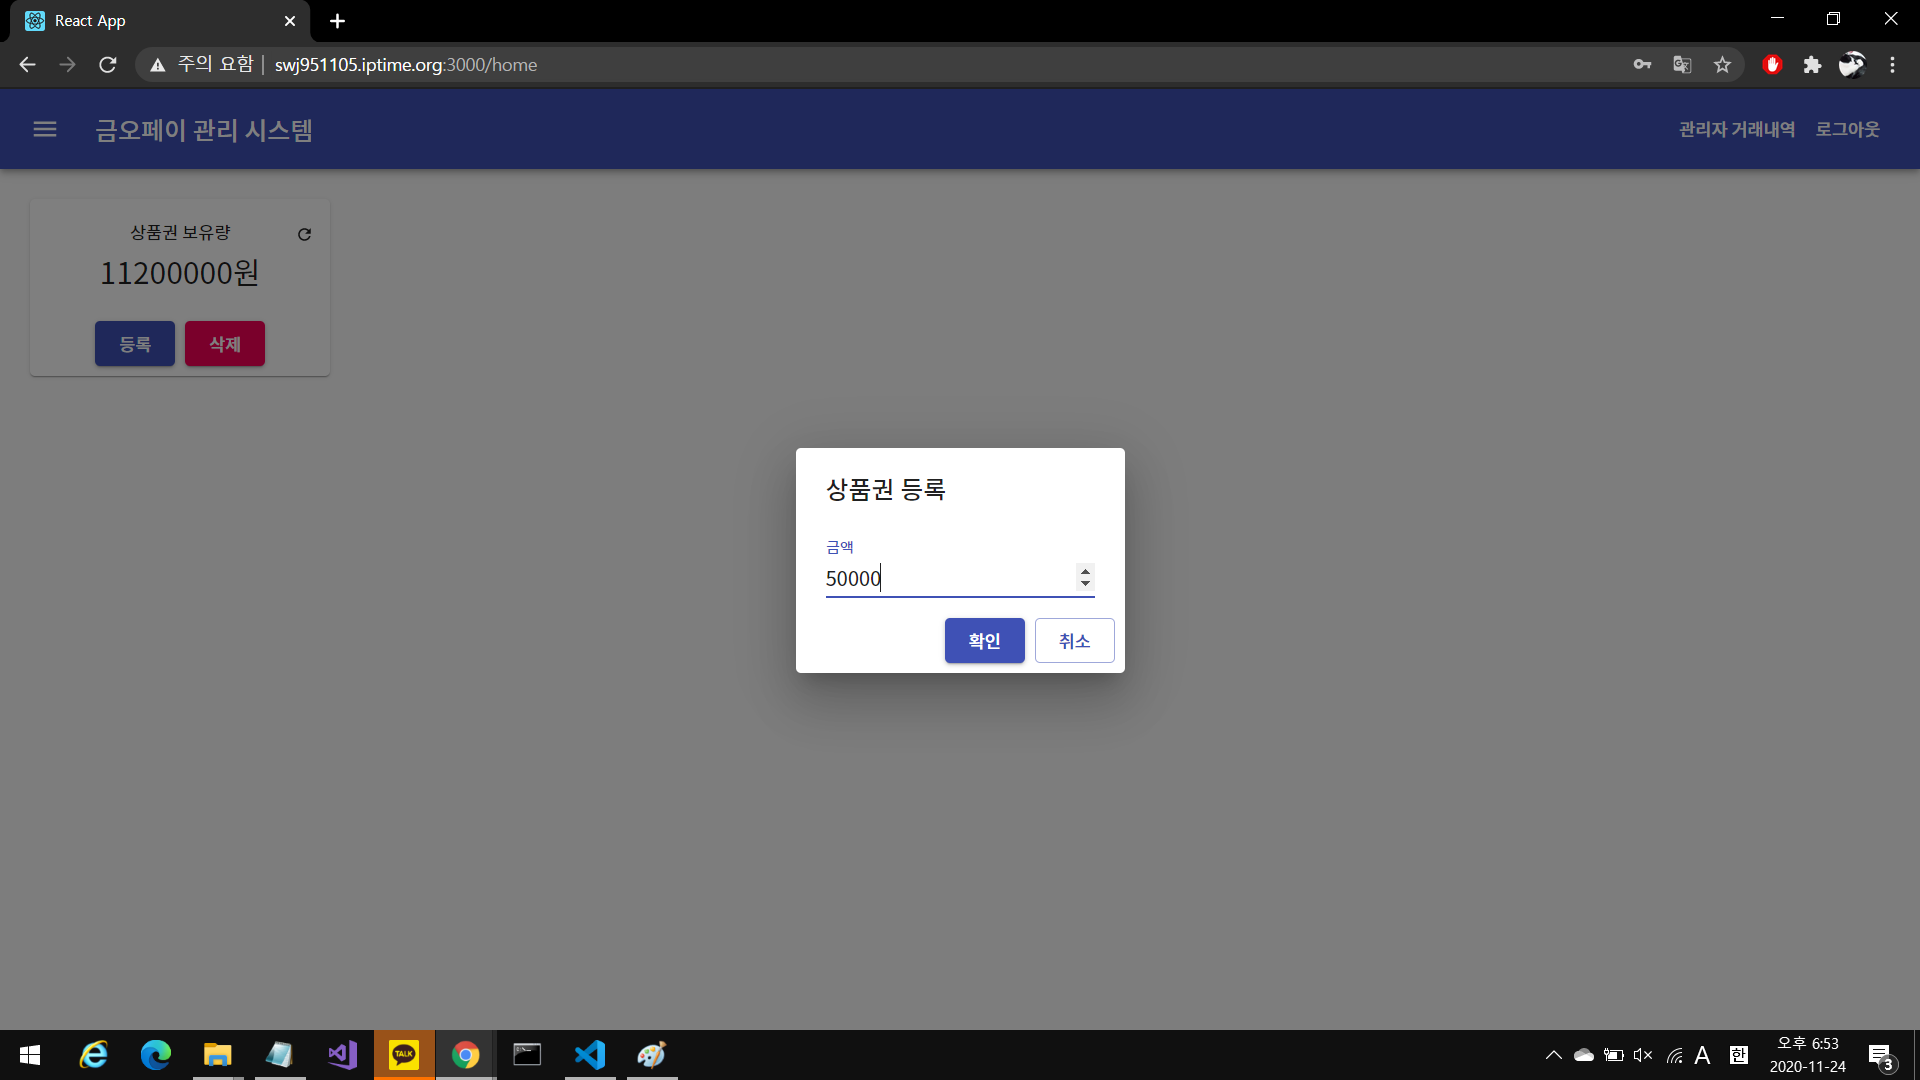 React App
주의 요함 | swj951105.iptime.org:3000/home
금오페이 관리 시스템
관리자 거래내역 로그아웃
상품권 보유량
11200000원
등록 삭제
상품권 등록
금액
50000
확인 취소
TALK
A 한 오후 6:53
2020-11-24
3